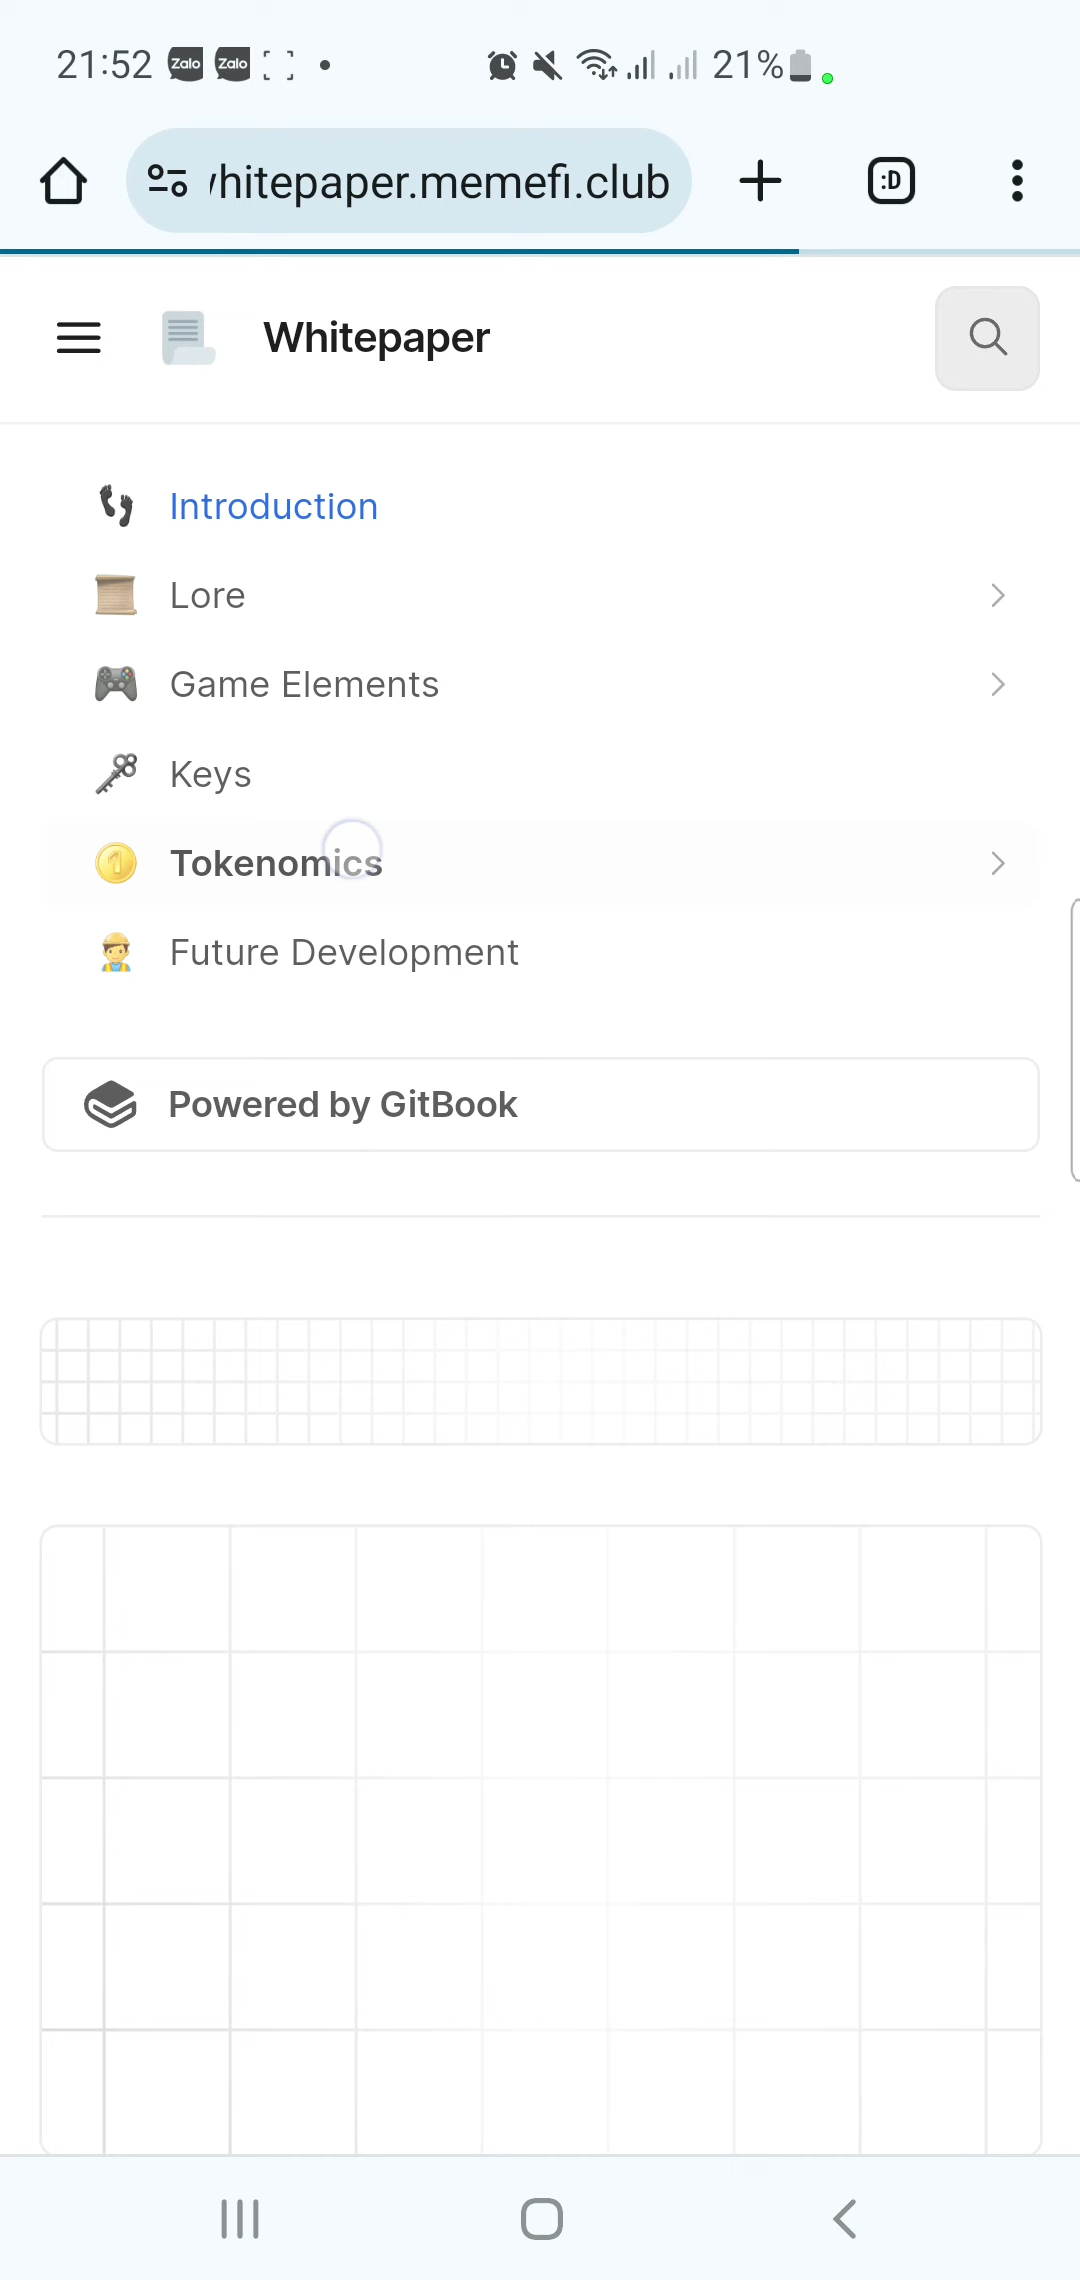 21:52 Zalo Zalo 21%
hitepaper.memefi.club :D
Whitepaper
Introduction
Lore
Game Elements
Keys
1 Tokenomics
Future Development
Powered by GitBook